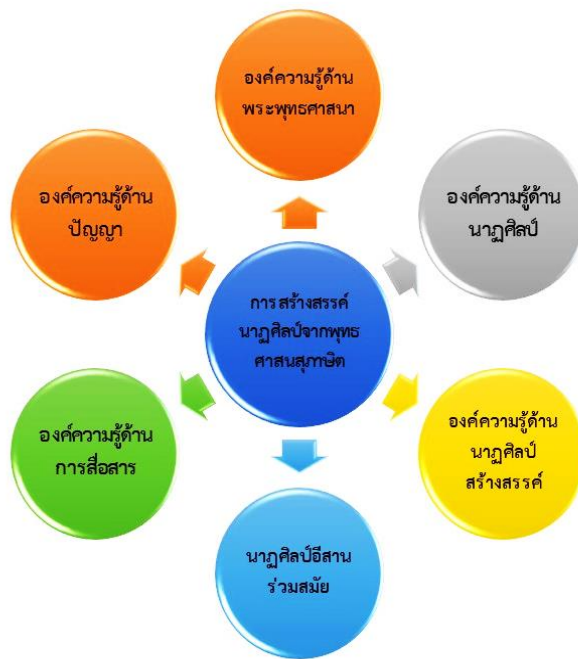 องค์ความรู้ด้าน
พระพุทธศาสนา
องค์ความรู้ด้าน
ปัญญา
องค์ความรู้ด้าน
นาฏศิลป์
การสร้างสรรค์
นาฏศิลป์จากพุทธ
ศาสนสุภาษิต
องค์ความรู้ด้าน
การสื่อสาร
องค์ความรู้ด้าน
นาฏศิลป์
สร้างสรรค์
นาฏศิลป์อีสาน
ร่วมสมัย